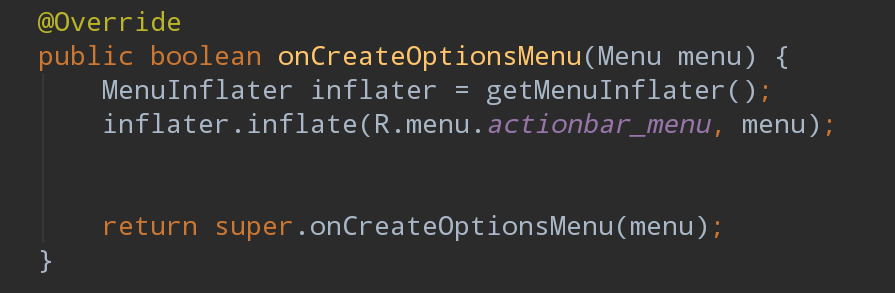 @Override
public boolean onCreateOptionsMenu(Menu menu) {
    MenuInflater inflater = getMenuInflater();
    inflater.inflate(R.menu.actionbar_menu, menu);
    return super.onCreateOptionsMenu(menu);
}